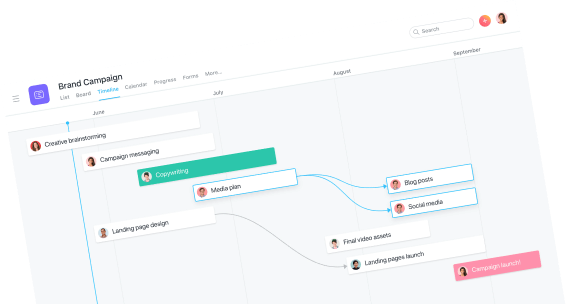 Search
Brand Campaign
List Board Timeline Calendar Progress Forms More...
June July August September
Creative brainstorming
Campaign messaging
Copywriting
Media plan
Blog posts
Social media
Landing page design
Final video assets
Landing pages launch
Campaign launch!